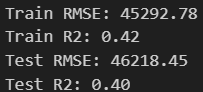 Train RMSE: 45292.78
Train R2: 0.42
Test RMSE: 46218.45
Test R2: 0.40